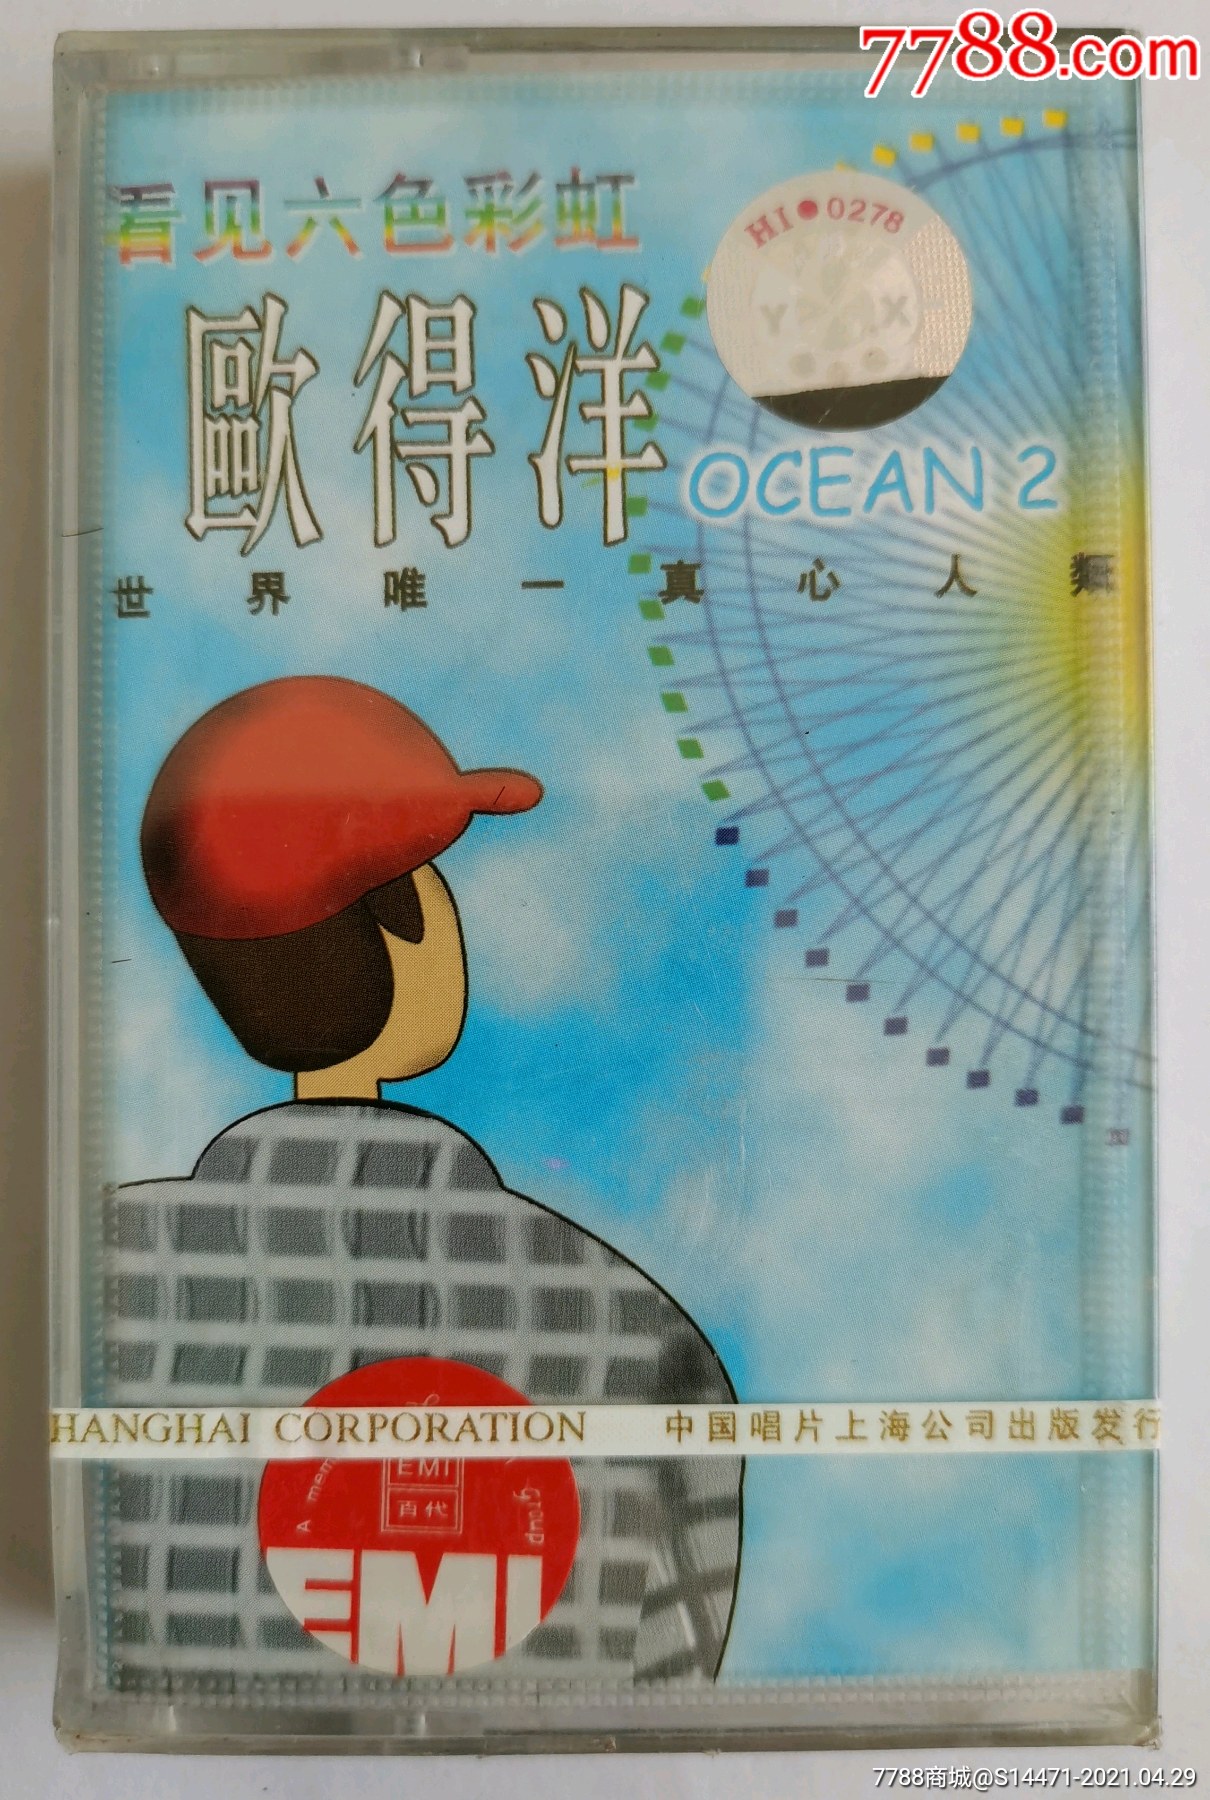 7788.com
看见六色彩虹
HI●0278
Y X
歐得洋
OCEAN 2
世界唯一真心人類
HANGHAI CORPORATION 中国唱片上海公司出版发行
A mem
group
EMI
百代
EMI
7788商城@S14471-2021.04.29